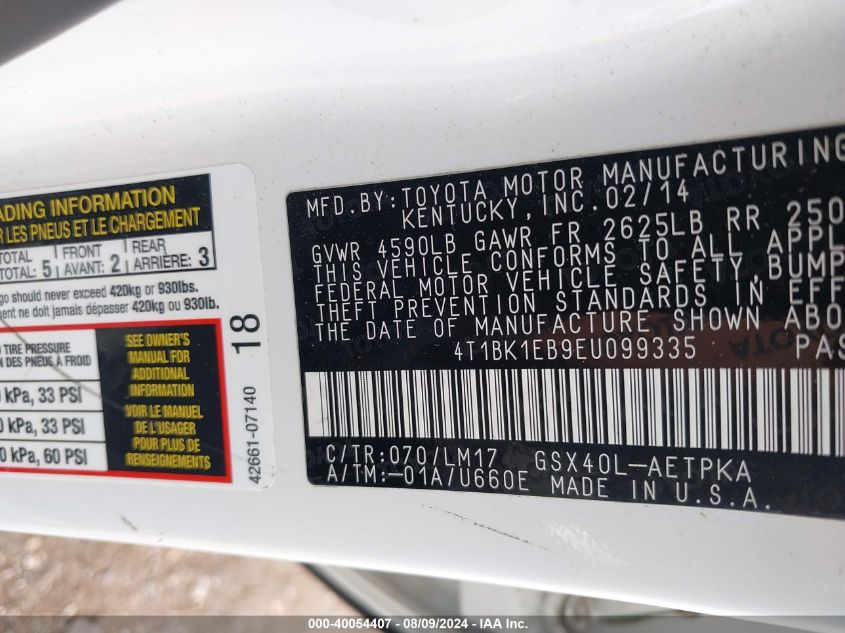 ADING INFORMATION
R LES PNEUS ET LE CHARGEMENT
TOTAL FRONT REAR
TOTAL: 5 AVANT: 2 ARRIÈRE: 3
go should never exceed 420kg or 930lbs.
ent ne doit jamais dépasser 420kg ou 930lb.
TIRE PRESSURE
N DES PNEUS À FROID
kPa, 33 PSI
0 kPa, 33 PSI
0 kPa, 60 PSI
SEE OWNER'S
MANUAL FOR
ADDITIONAL
INFORMATION
VOIR LE MANUEL
DE L'USAGER
POUR PLUS DE
RENSEIGNEMENTS
18
42661-07140
MFD.BY: TOYOTA MOTOR MANUFACTURING
KENTUCKY, INC. 02/14
GVWR 4590LB GAWR FR 2625LB RR 250
THIS VEHICLE CONFORMS TO ALL APPL
FEDERAL MOTOR VEHICLE SAFETY, BUMP
THEFT PREVENTION STANDARDS IN EFF
THE DATE OF MANUFACTURE SHOWN ABO
4T1BK1EB9EU099335 PAS
C/TR: 070/LM17 GSX40L-AETPKA
A/TM:-01A/U660E MADE IN U.S.A.
000-40054407 - 08/09/2024 - IAA Inc.